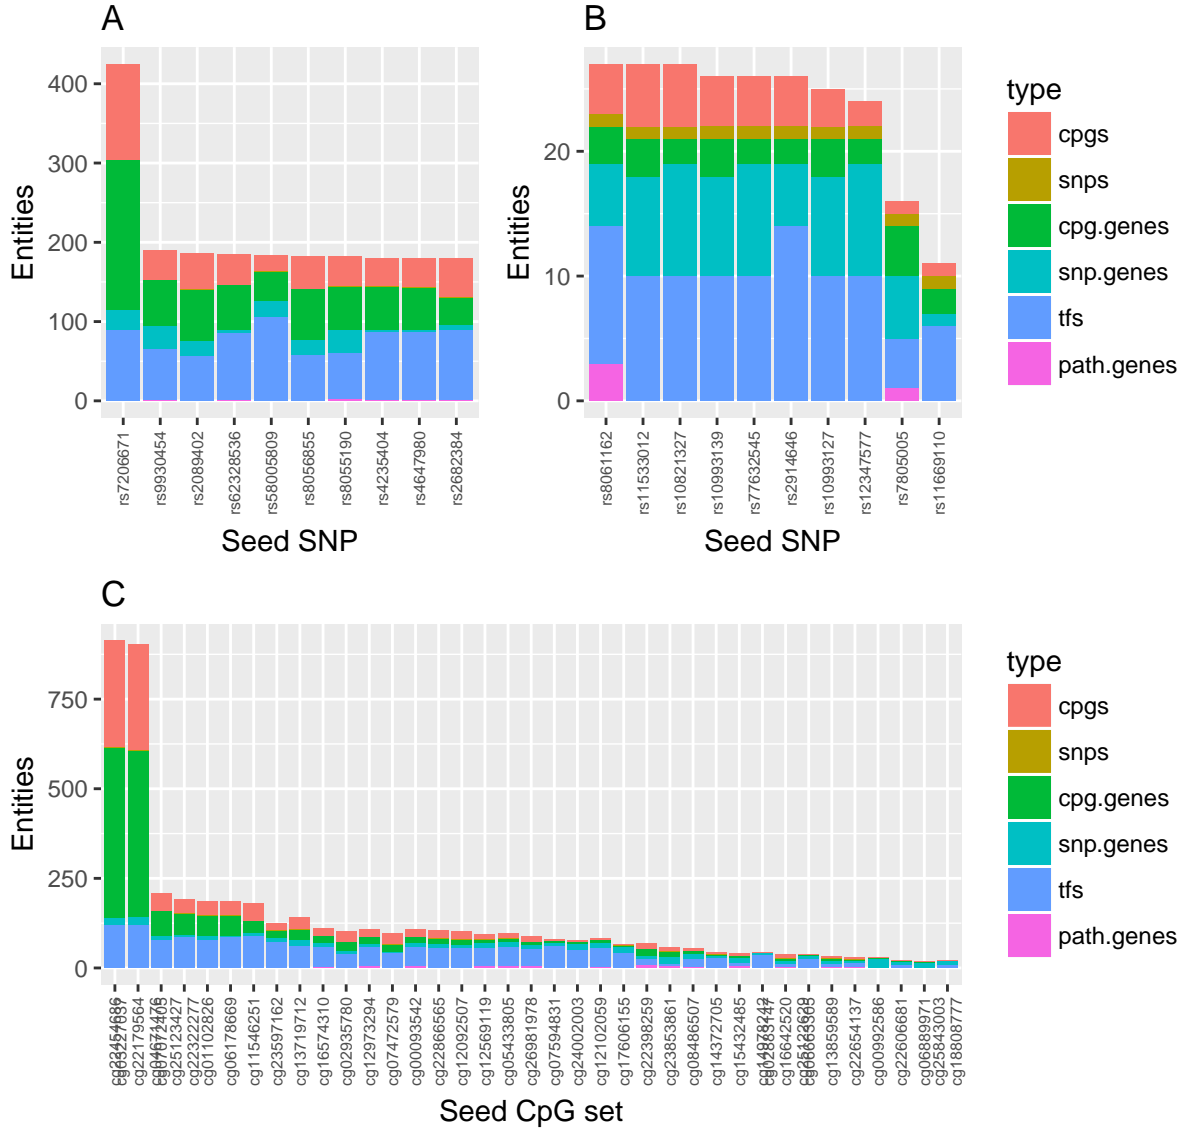 A
B
Entities
400
300
200
100
0
rs7206671
rs9930454
rs2089402
rs62328536
rs58005809
rs8056855
rs8055190
rs4235404
rs4647980
rs2682384
Seed SNP
Entities
20
10
0
rs8061162
rs11533012
rs10821327
rs10993139
rs77632545
rs2914646
rs10993127
rs12347577
rs7805005
rs11669110
Seed SNP
type
cpgs
snps
cpg.genes
snp.genes
tfs
path.genes
C
Entities
750
500
250
0
cg22179564
cg25123427
cg22322277
cg01102826
cg06178669
cg11546251
cg23597162
cg13719712
cg16574310
cg02935780
cg12973294
cg07472579
cg00093542
cg22866565
cg12092507
cg12569119
cg05433805
cg26981978
cg07594831
cg24002003
cg12102059
cg17606155
cg22398259
cg23853861
cg08486507
cg14372705
cg15432485
cg16642520
cg13859589
cg22654137
cg00992586
cg22606681
cg06889971
cg25843003
cg18808777
Seed CpG set
type
cpgs
snps
cpg.genes
snp.genes
tfs
path.genes